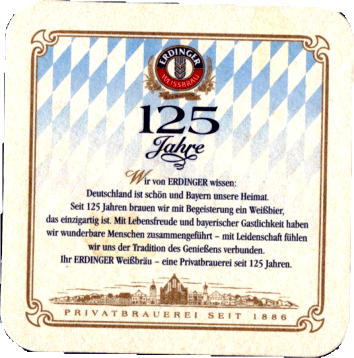 ERDINGER
WEISSBRÄU
125
Jahre
Wir von ERDINGER wissen:
Deutschland ist schön und Bayern unsere Heimat.
Seit 125 Jahren brauen wir mit Begeisterung ein Weißbier,
das einzigartig ist. Mit Lebensfreude und bayerischer Gastlichkeit haben
wir wunderbare Menschen zusammengeführt – mit Leidenschaft fühlen
wir uns der Tradition des Genießens verbunden.
Ihr ERDINGER Weißbräu – eine Privatbrauerei seit 125 Jahren.
PRIVATBRAUEREI SEIT 1886